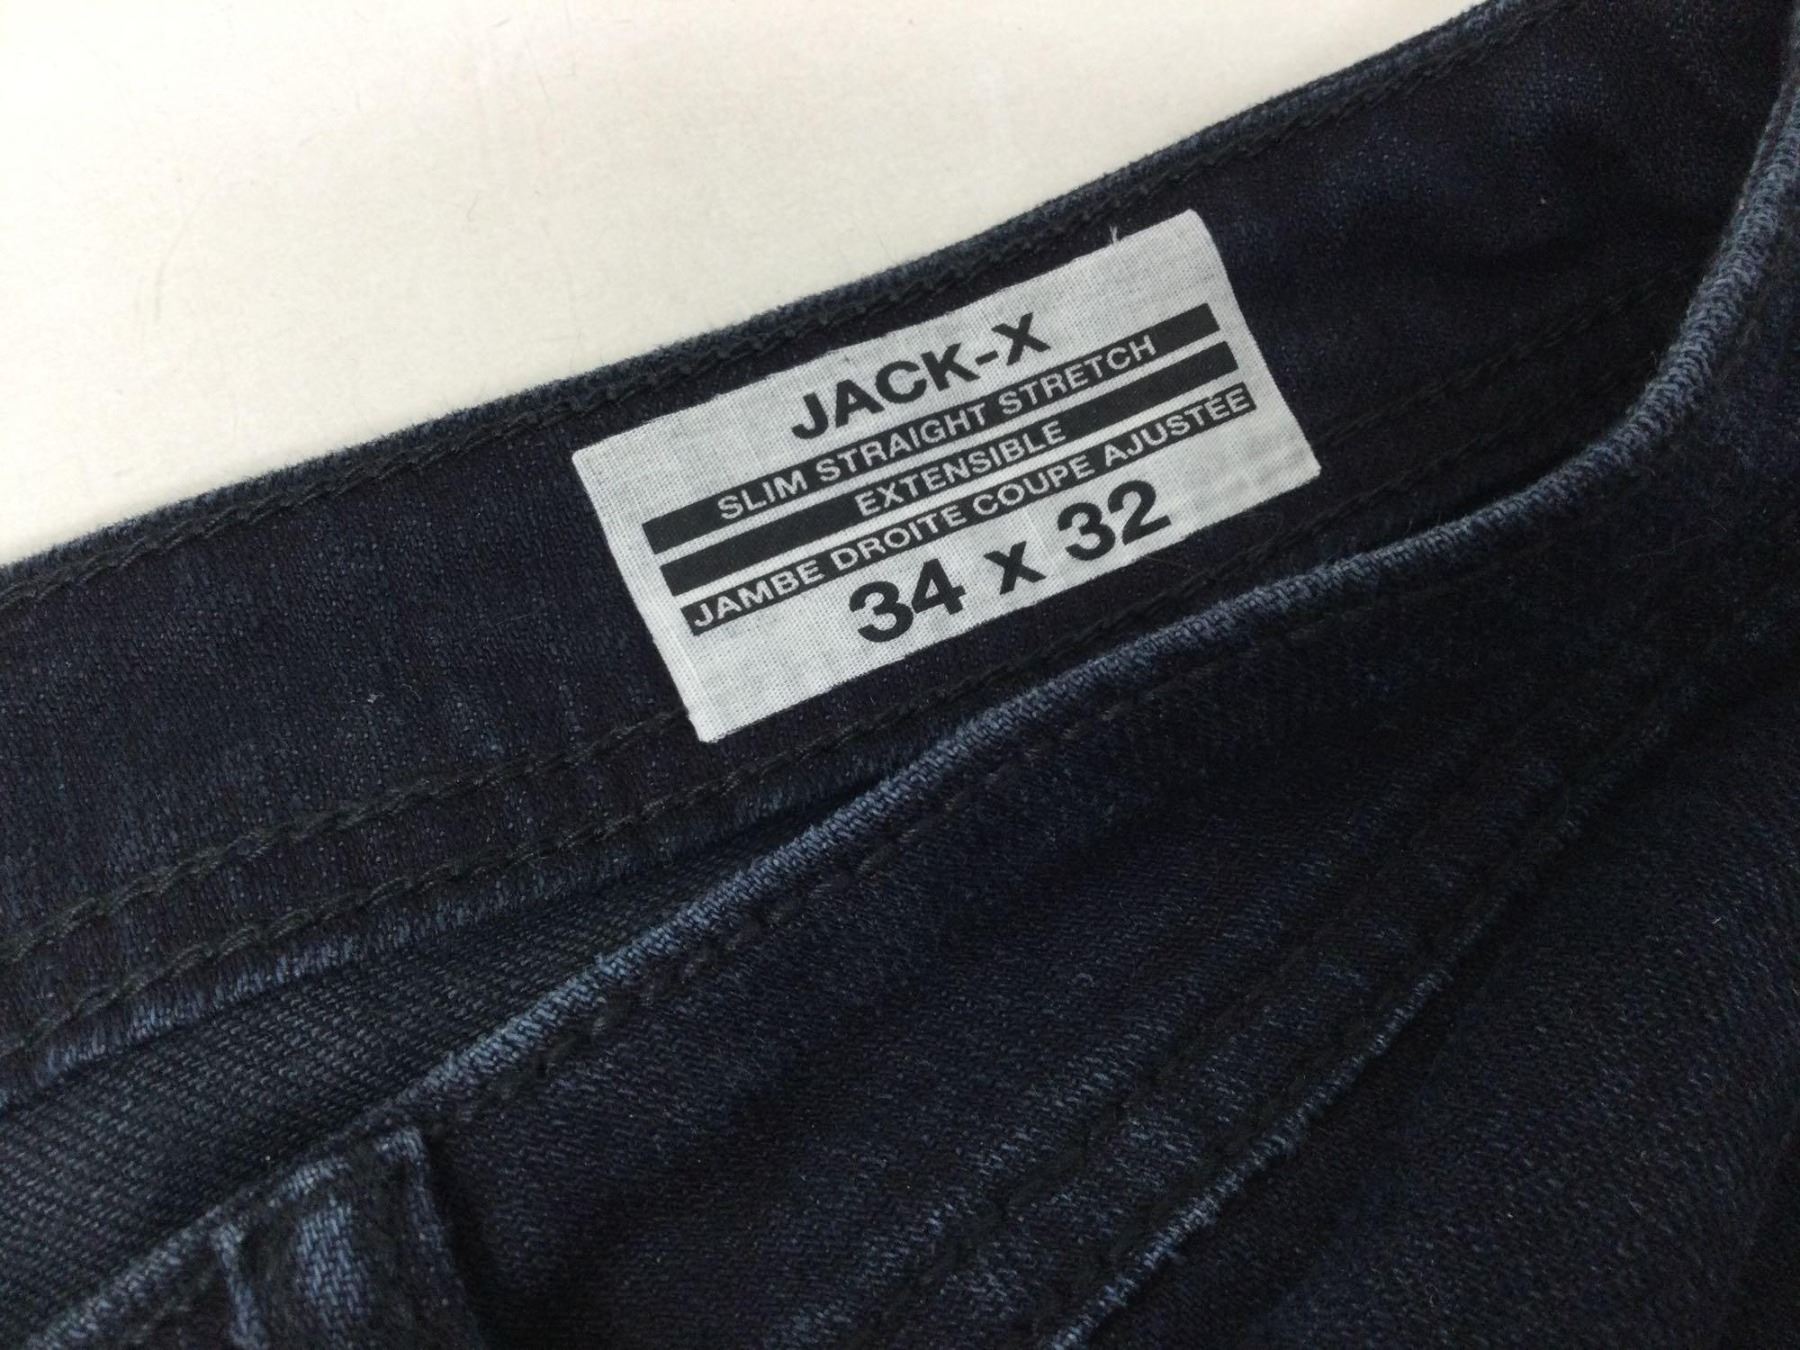 JACK-X
SLIM STRAIGHT STRETCH
EXTENSIBLE
JAMBE DROITE COUPE AJUSTÉE
34 x 32